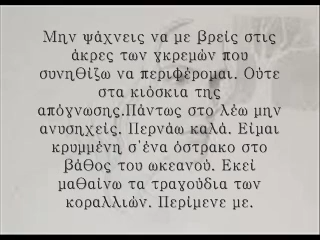 Μην ψάχνεις να με βρείς στις
άκρες των γκρεμών που
συνηθίζω να περιφέρομαι. Ούτε
στα κιόσκια της
απόγνωσης.Πάντως στο λέω μην
ανυσηχείς. Περνάω καλά. Είμαι
κρυμμένη σ'ένα όστρακο στο
βάθος του ωκεανού. Εκεί
μαθαίνω τα τραγούδια των
κοραλλιών. Περίμενε με.